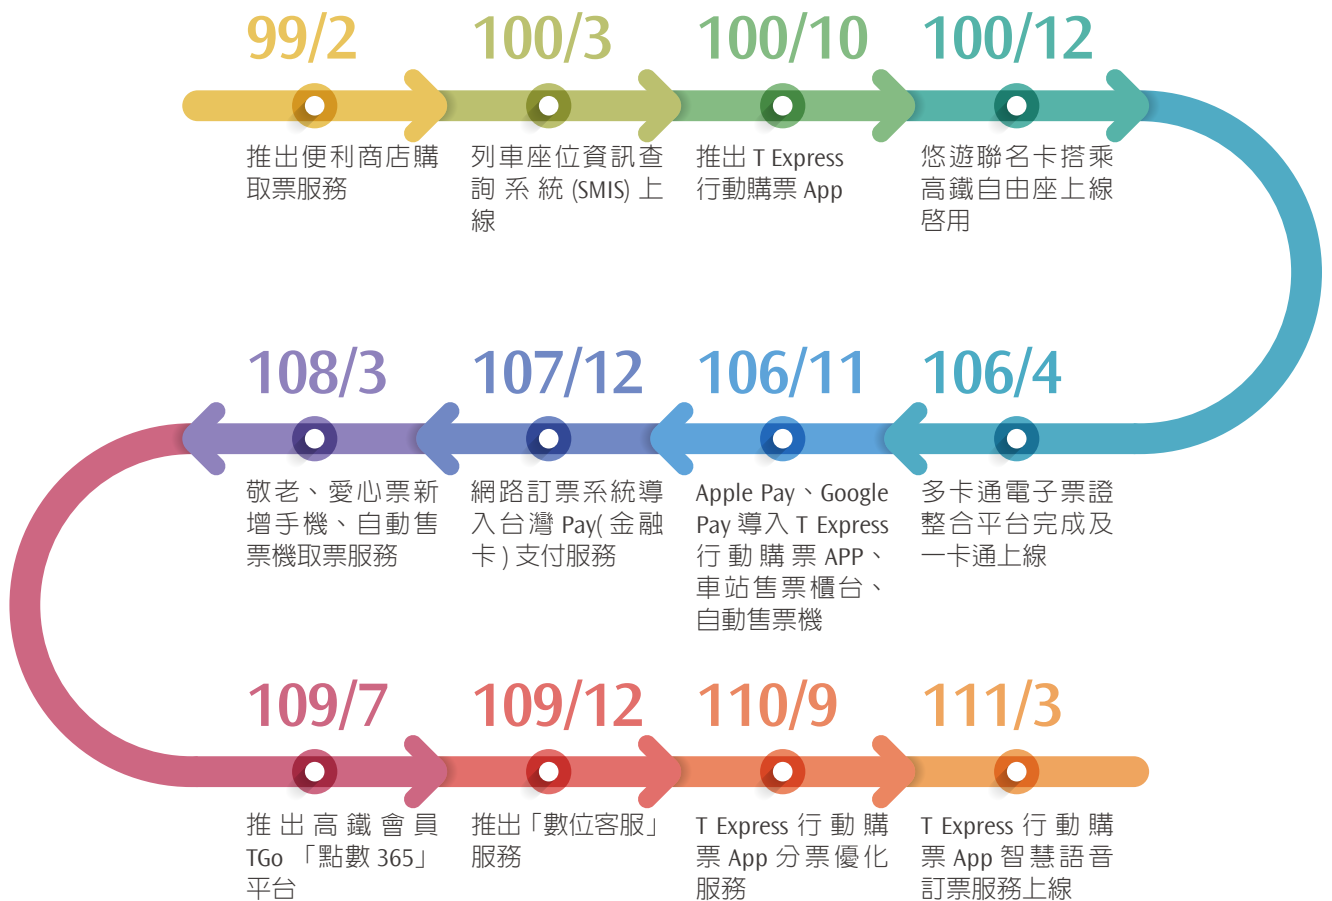 99/2
推出便利商店購
取票服務
100/3
列車座位資訊查
詢系統(SMIS)上
線
100/10
推出 T Express
行動購票 App
100/12
悠遊聯名卡搭乘
高鐵自由座上線
啓用
106/4
多卡通電子票證
整合平台完成及
一卡通上線
106/11
Apple Pay、Google
Pay 導入 T Express
行動購票 APP、
車站售票櫃台、
自動售票機
107/12
網路訂票系統導
入台灣 Pay(金融
卡)支付服務
108/3
敬老、愛心票新
增手機、自動售
票機取票服務
109/7
推出高鐵會員
TGo 「點數 365」
平台
109/12
推出「數位客服」
服務
110/9
T Express 行動購
票 App 分票優化
服務
111/3
T Express 行動購
票 App 智慧語音
訂票服務上線